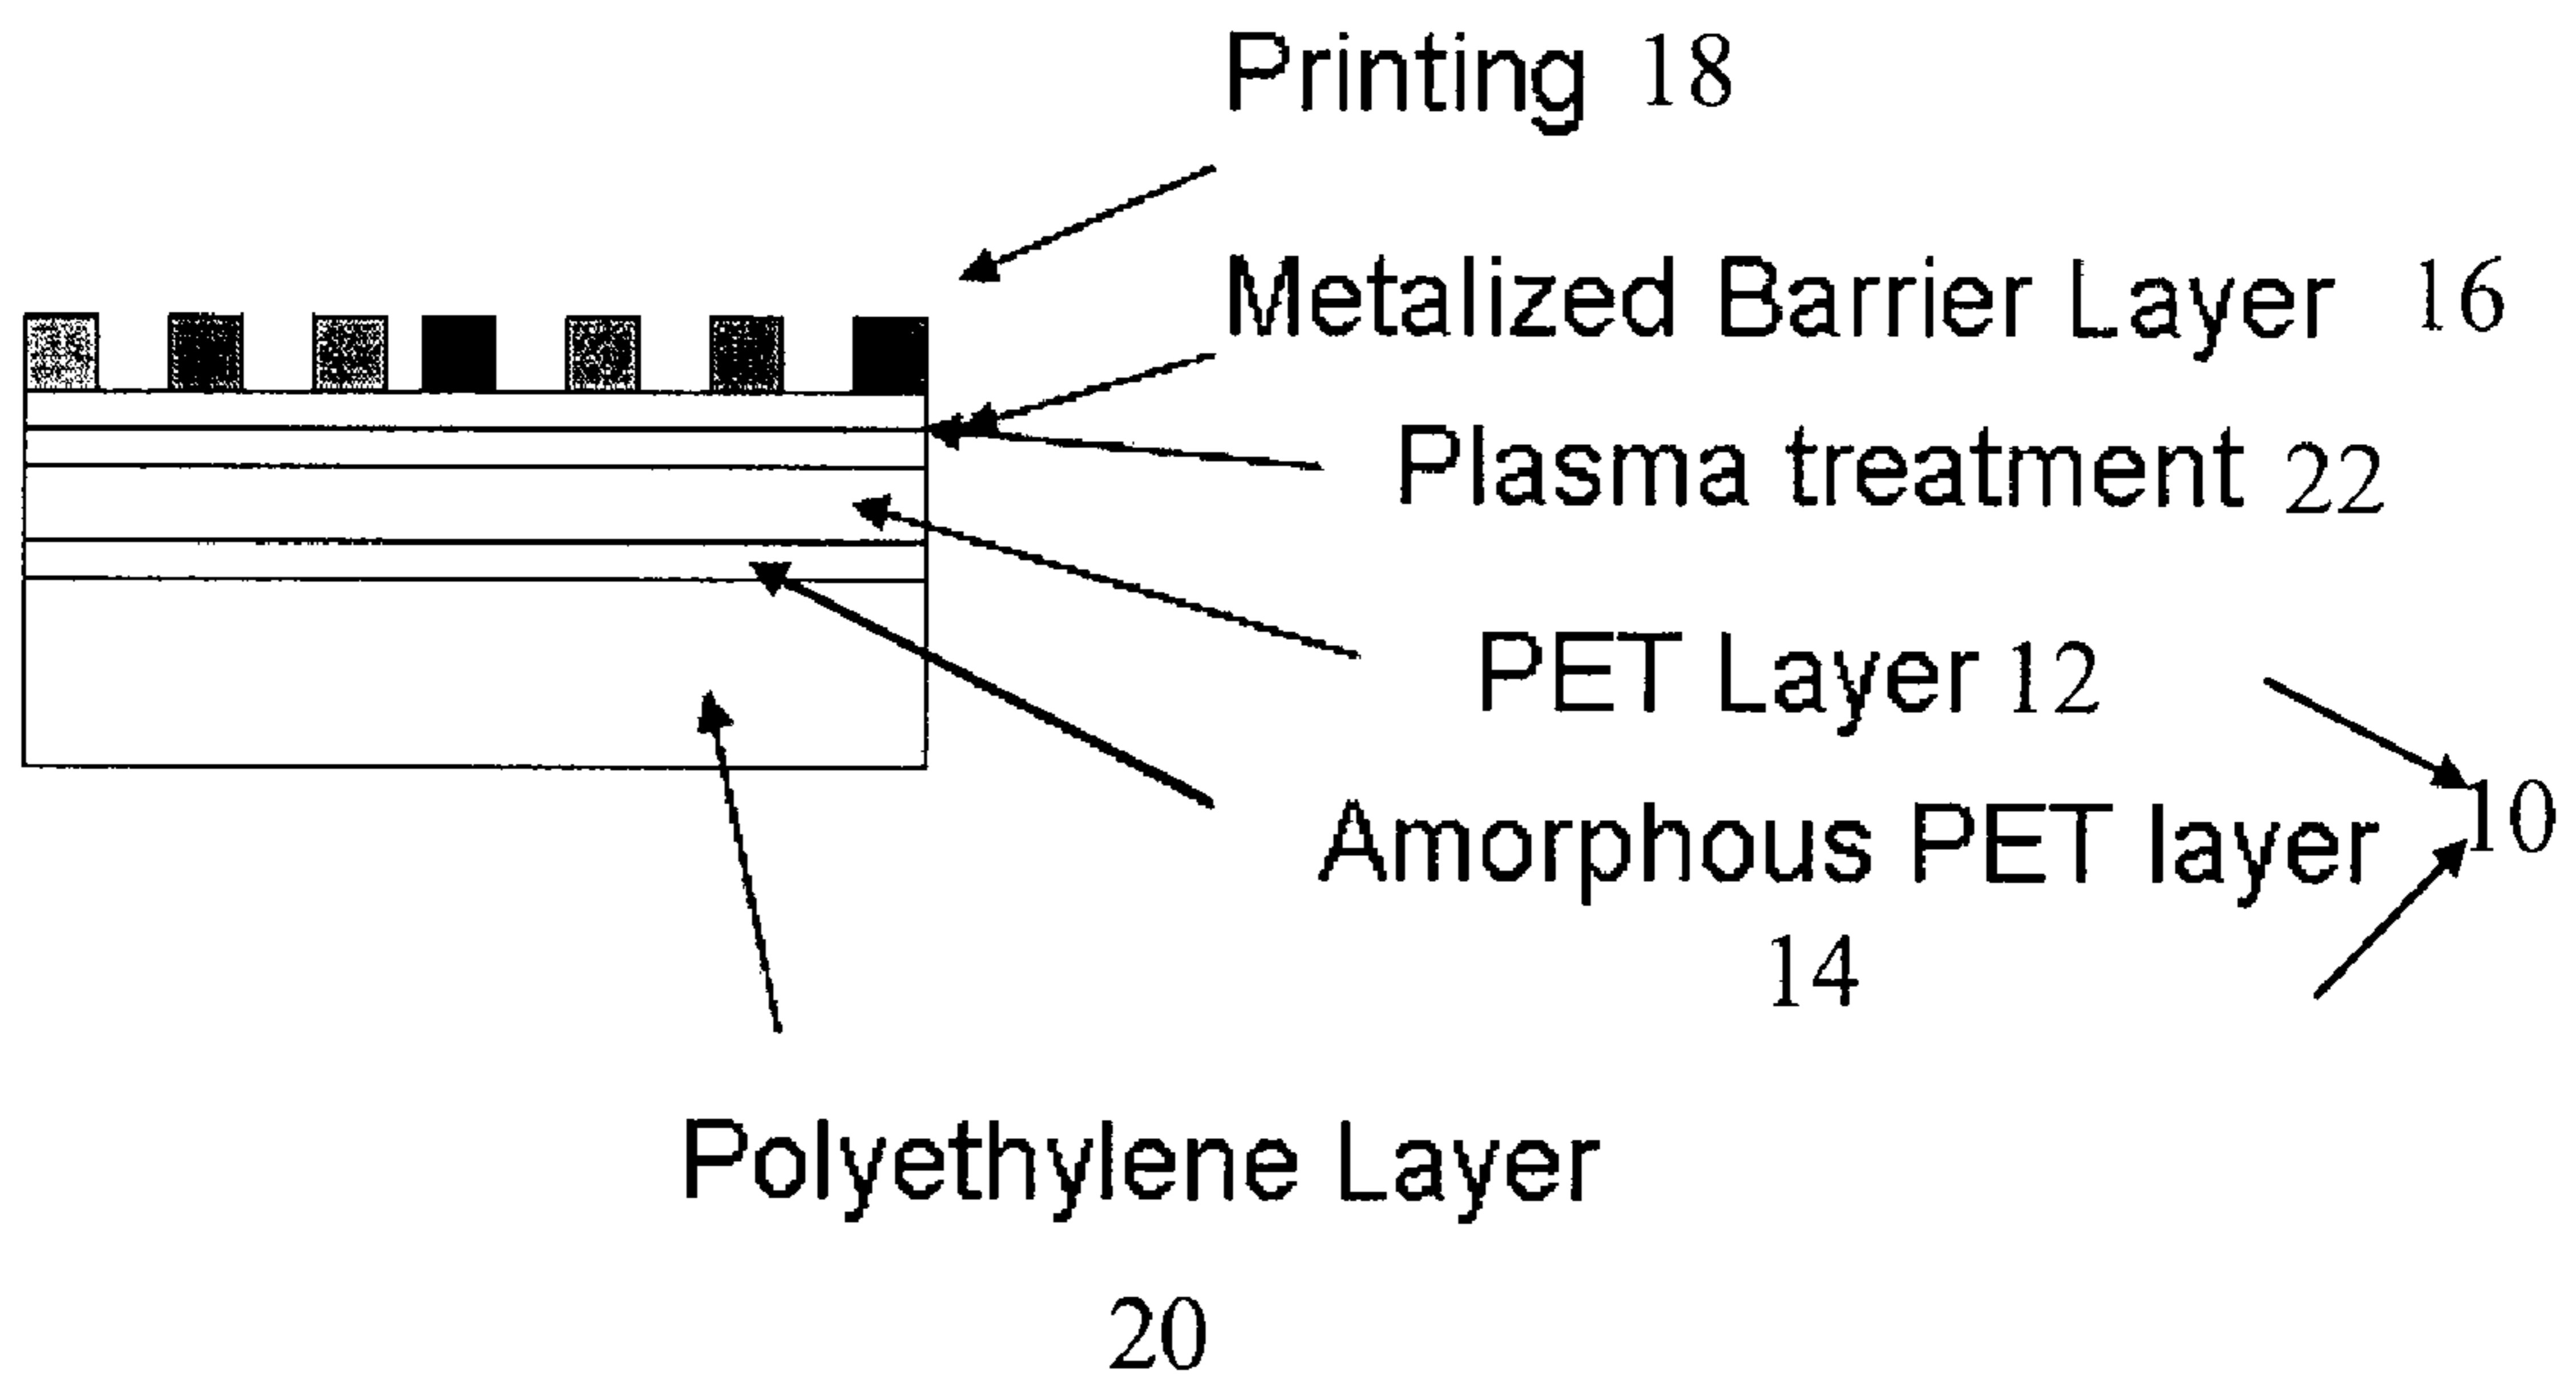 Printing 18
Metalized Barrier Layer 16
Plasma treatment 22
PET Layer 12
10
Amorphous PET layer
14
Polyethylene Layer
20